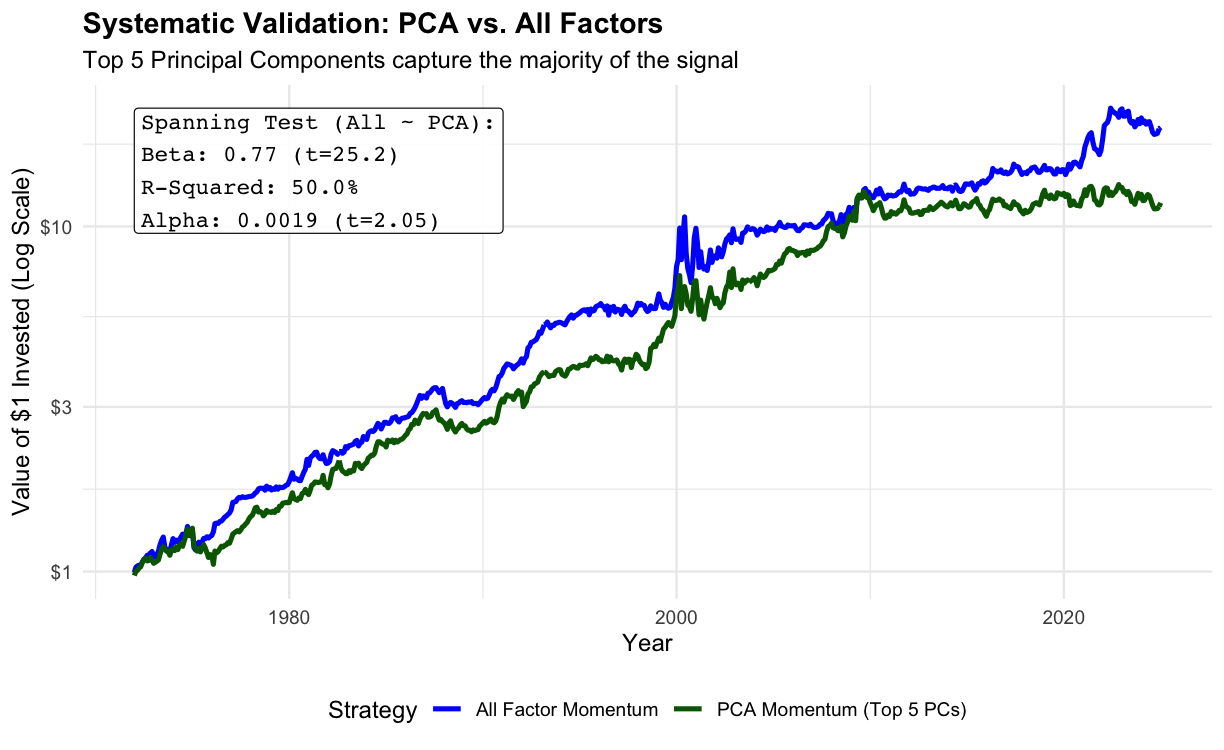 Systematic Validation: PCA vs. All Factors
Top 5 Principal Components capture the majority of the signal
Spanning Test (All ~ PCA):
Beta: 0.77 (t=25.2)
R-Squared: 50.0%
Alpha: 0.0019 (t=2.05)
Value of $1 Invested (Log Scale)
$10
$3
$1
1980
2000
2020
Year
Strategy
All Factor Momentum
PCA Momentum (Top 5 PCs)